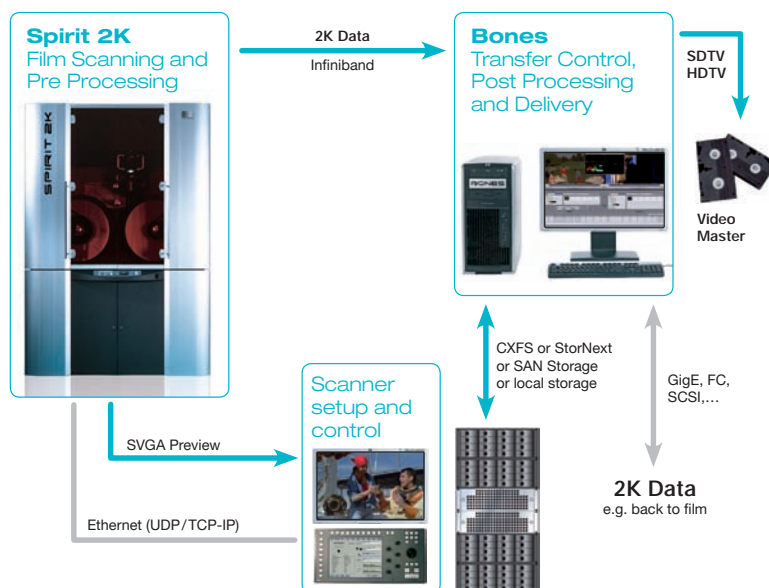 Spirit 2K
Film Scanning and
Pre Processing
SPIRIT 2K
2K Data
Infiniband
Bones
Transfer Control,
Post Processing
and Delivery
BONES
SDTV
HDTV
Video
Master
CXFS or StorNext
or SAN Storage
or local storage
GigE, FC,
SCSI,...
Scanner
setup and
control
SVGA Preview
Ethernet (UDP/TCP-IP)
2K Data
e.g. back to film